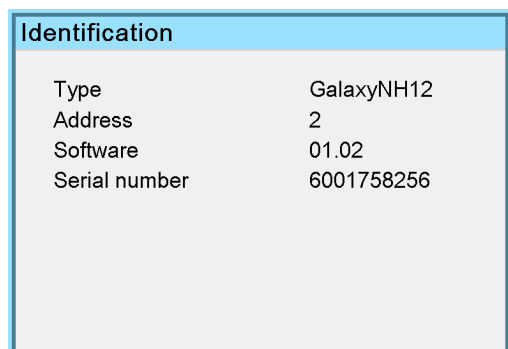 Identification
Type GalaxyNH12
Address 2
Software 01.02
Serial number 6001758256